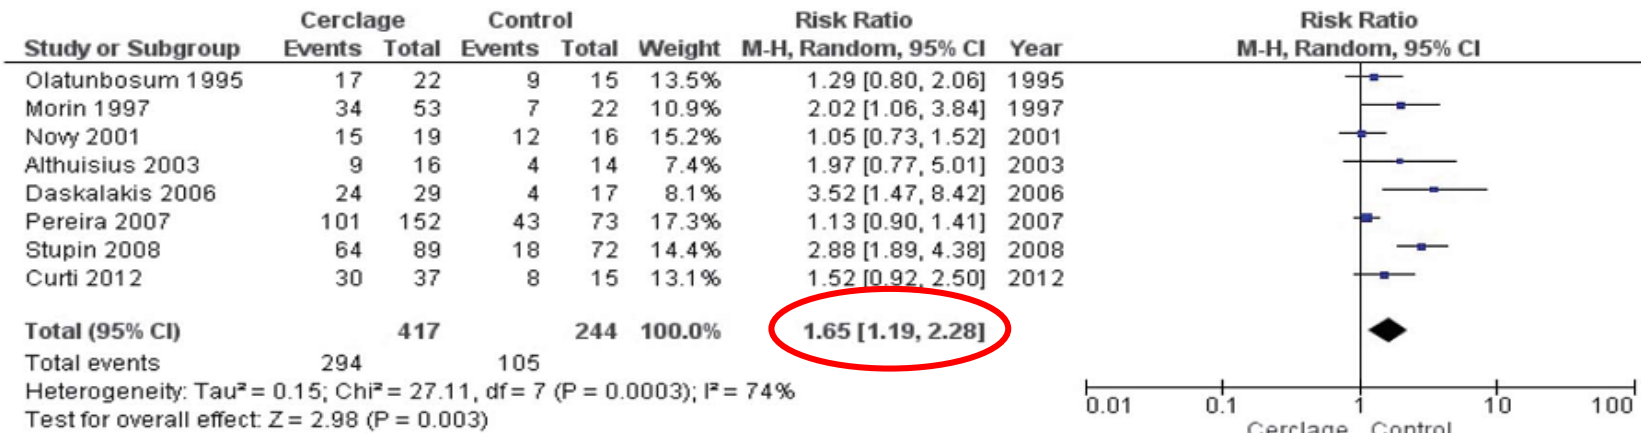 Cerclage Control Risk Ratio Risk Ratio
Study or Subgroup Events Total Events Total Weight M-H, Random, 95% CI Year M-H, Random, 95% CI
Olatunbosum 1995 17 22 9 15 13.5% 1.29 [0.80, 2.06] 1995
Morin 1997 34 53 7 22 10.9% 2.02 [1.06, 3.84] 1997
Novy 2001 15 19 12 16 15.2% 1.05 [0.73, 1.52] 2001
Althuisius 2003 9 16 4 14 7.4% 1.97 [0.77, 5.01] 2003
Daskalakis 2006 24 29 4 17 8.1% 3.52 [1.47, 8.42] 2006
Pereira 2007 101 152 43 73 17.3% 1.13 [0.90, 1.41] 2007
Stupin 2008 64 89 18 72 14.4% 2.88 [1.89, 4.38] 2008
Curti 2012 30 37 8 15 13.1% 1.52 [0.92, 2.50] 2012
Total (95% CI) 417 244 100.0% 1.65 [1.19, 2.28]
Total events 294 105
Heterogeneity: Tau² = 0.15; Chi² = 27.11, df = 7 (P = 0.0003); I² = 74%
Test for overall effect: Z = 2.98 (P = 0.003)
0.01 0.1 1 10 100
Cerclage Control